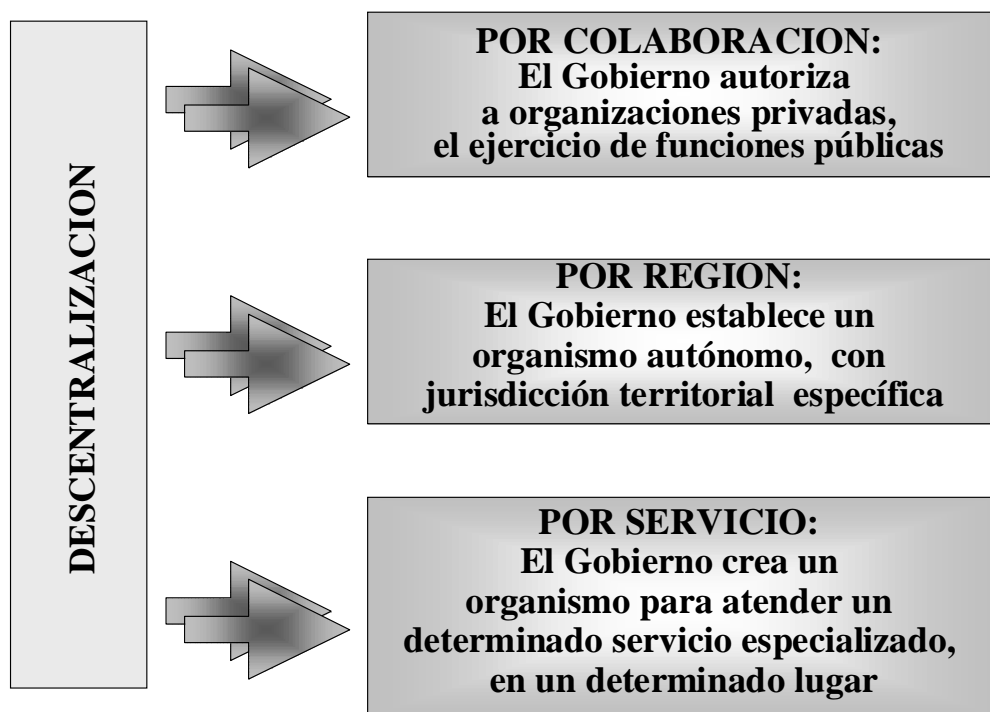 DESCENTRALIZACION
POR COLABORACION:
El Gobierno autoriza
a organizaciones privadas,
el ejercicio de funciones públicas
POR REGION:
El Gobierno establece un
organismo autónomo, con
jurisdicción territorial específica
POR SERVICIO:
El Gobierno crea un
organismo para atender un
determinado servicio especializado,
en un determinado lugar